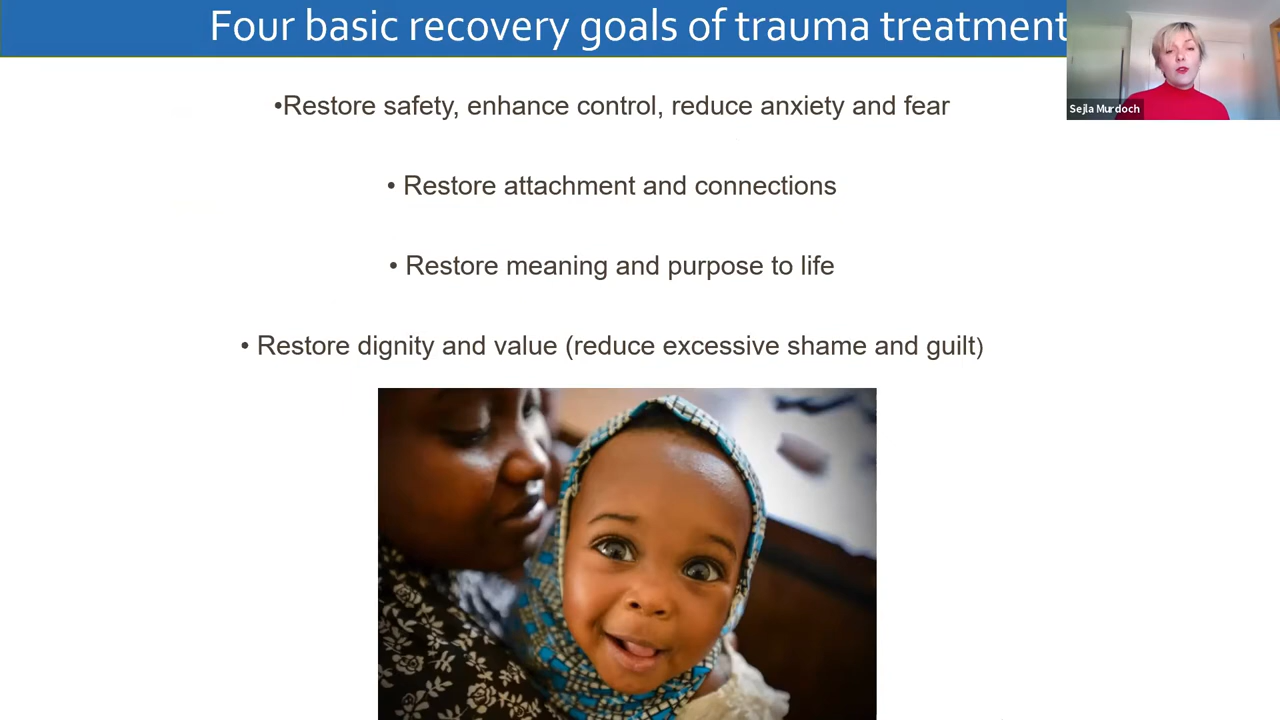 Four basic recovery goals of trauma treatment
Sejla Murdoch
•Restore safety, enhance control, reduce anxiety and fear
• Restore attachment and connections
• Restore meaning and purpose to life
• Restore dignity and value (reduce excessive shame and guilt)